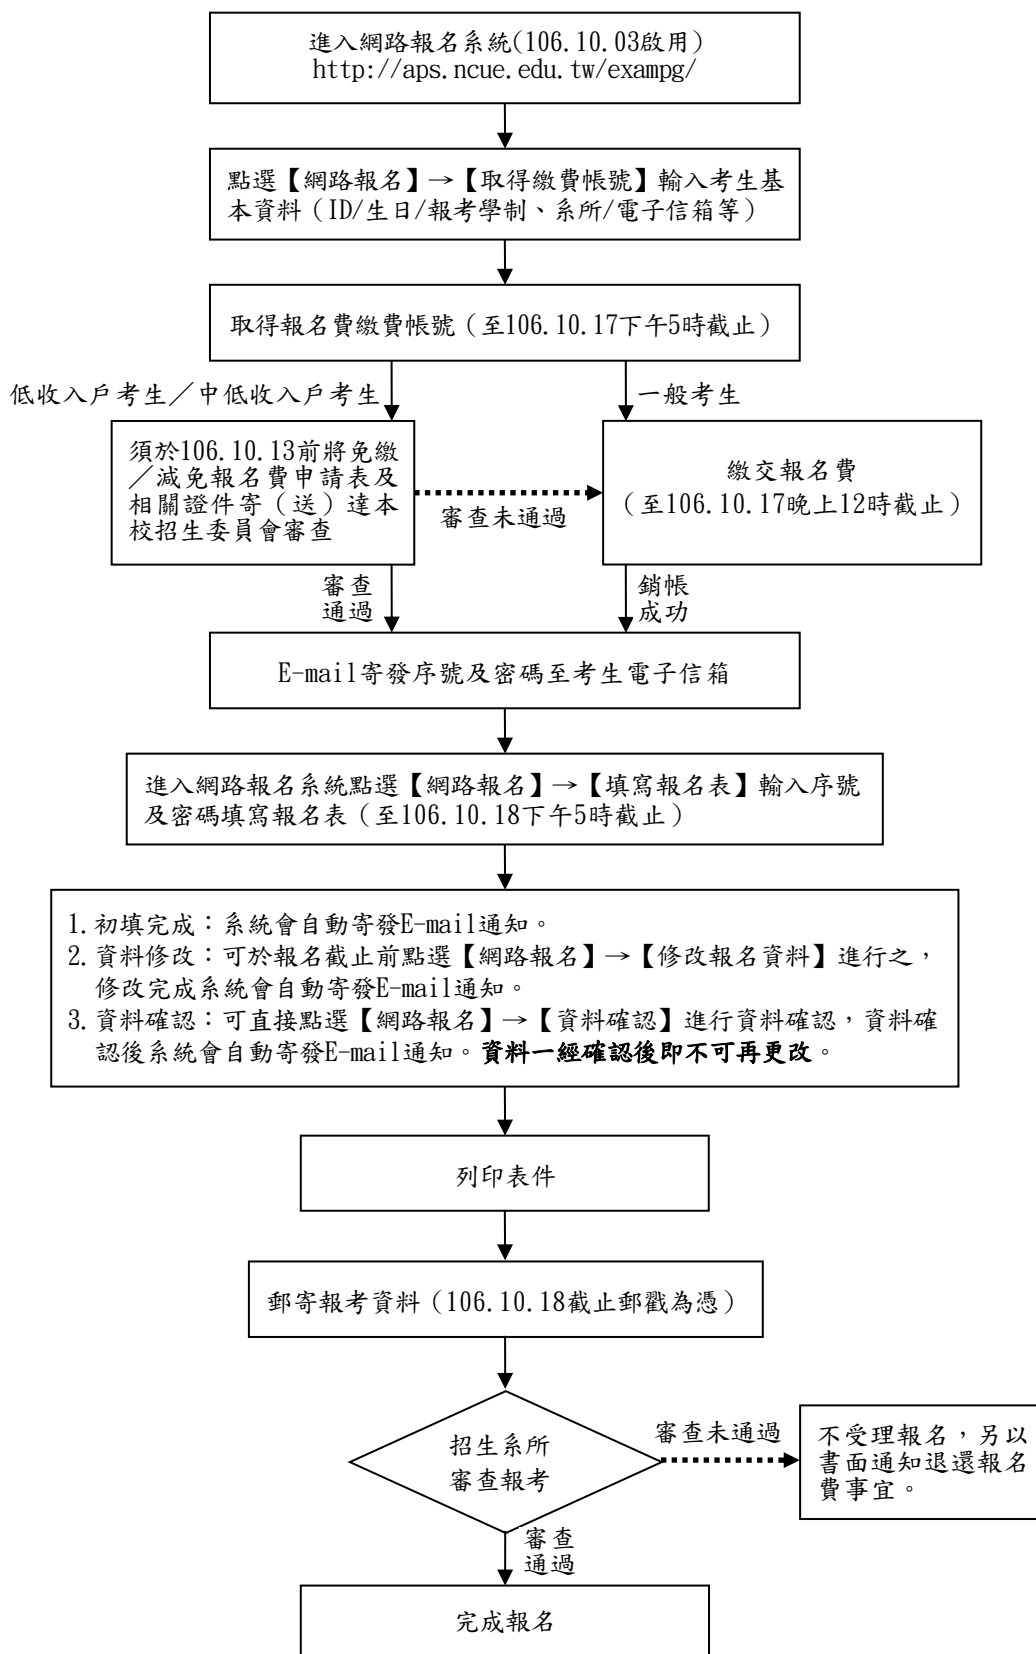 進入網路報名系統(106.10.03啟用)
http://aps.ncue.edu.tw/exampg/
點選【網路報名】→【取得繳費帳號】輸入考生基
本資料（ID/生日/報考學制、系所/電子信箱等）
取得報名費繳費帳號（至106.10.17下午5時截止）
低收入戶考生／中低收入戶考生
一般考生
須於106.10.13前將免繳
／減免報名費申請表及
相關證件寄（送）達本
校招生委員會審查
審查未通過
繳交報名費
（至106.10.17晚上12時截止）
審查
通過
銷帳
成功
E-mail寄發序號及密碼至考生電子信箱
進入網路報名系統點選【網路報名】→【填寫報名表】輸入序號
及密碼填寫報名表（至106.10.18下午5時截止）
1.初填完成：系統會自動寄發E-mail通知。
2.資料修改：可於報名截止前點選【網路報名】→【修改報名資料】進行之，
修改完成系統會自動寄發E-mail通知。
3.資料確認：可直接點選【網路報名】→【資料確認】進行資料確認，資料確
認後系統會自動寄發E-mail通知。資料一經確認後即不可再更改。
列印表件
郵寄報考資料（106.10.18截止郵戳為憑）
招生系所
審查報考
審查未通過
不受理報名，另以
書面通知退還報名
費事宜。
審查
通過
完成報名